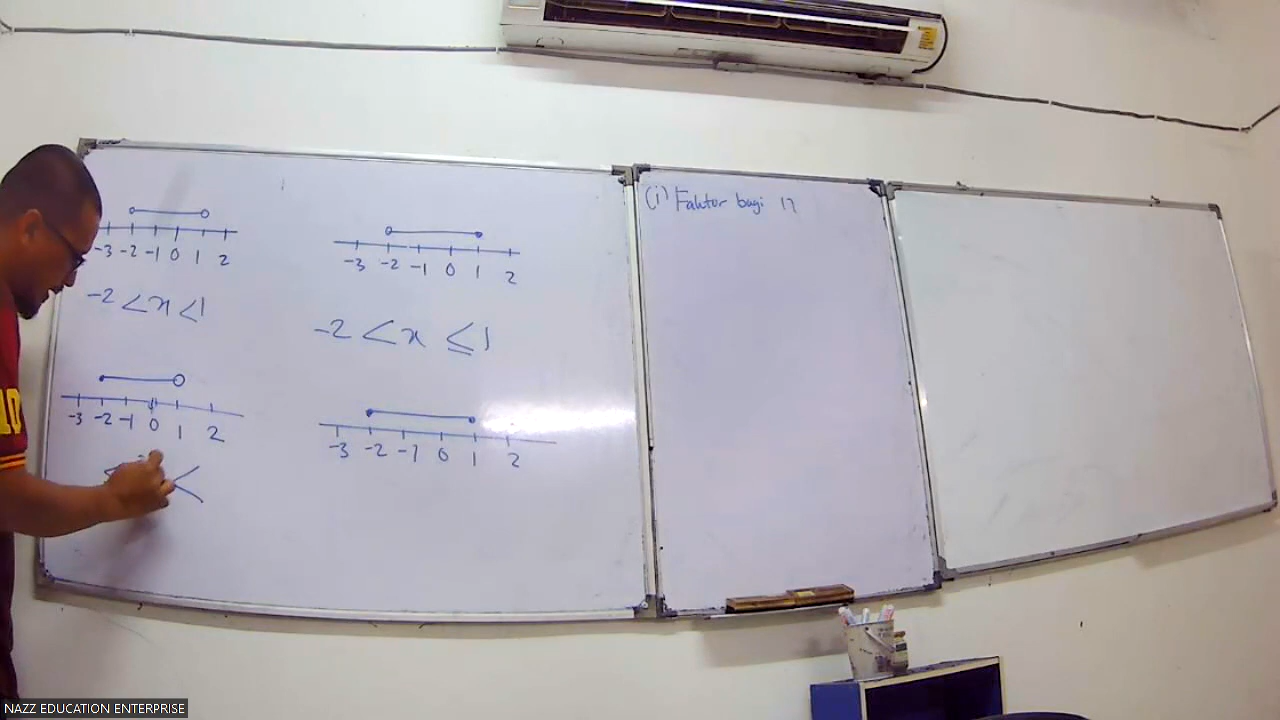 -3 -2 -1 0 1 2
-2 < x < 1
-3 -2 -1 0 1 2
-2 < x ≤ 1
-3 -2 -1 0 1 2
<
-3 -2 -1 0 1 2
(i) Faktor bagi 12
NAZZ EDUCATION ENTERPRISE